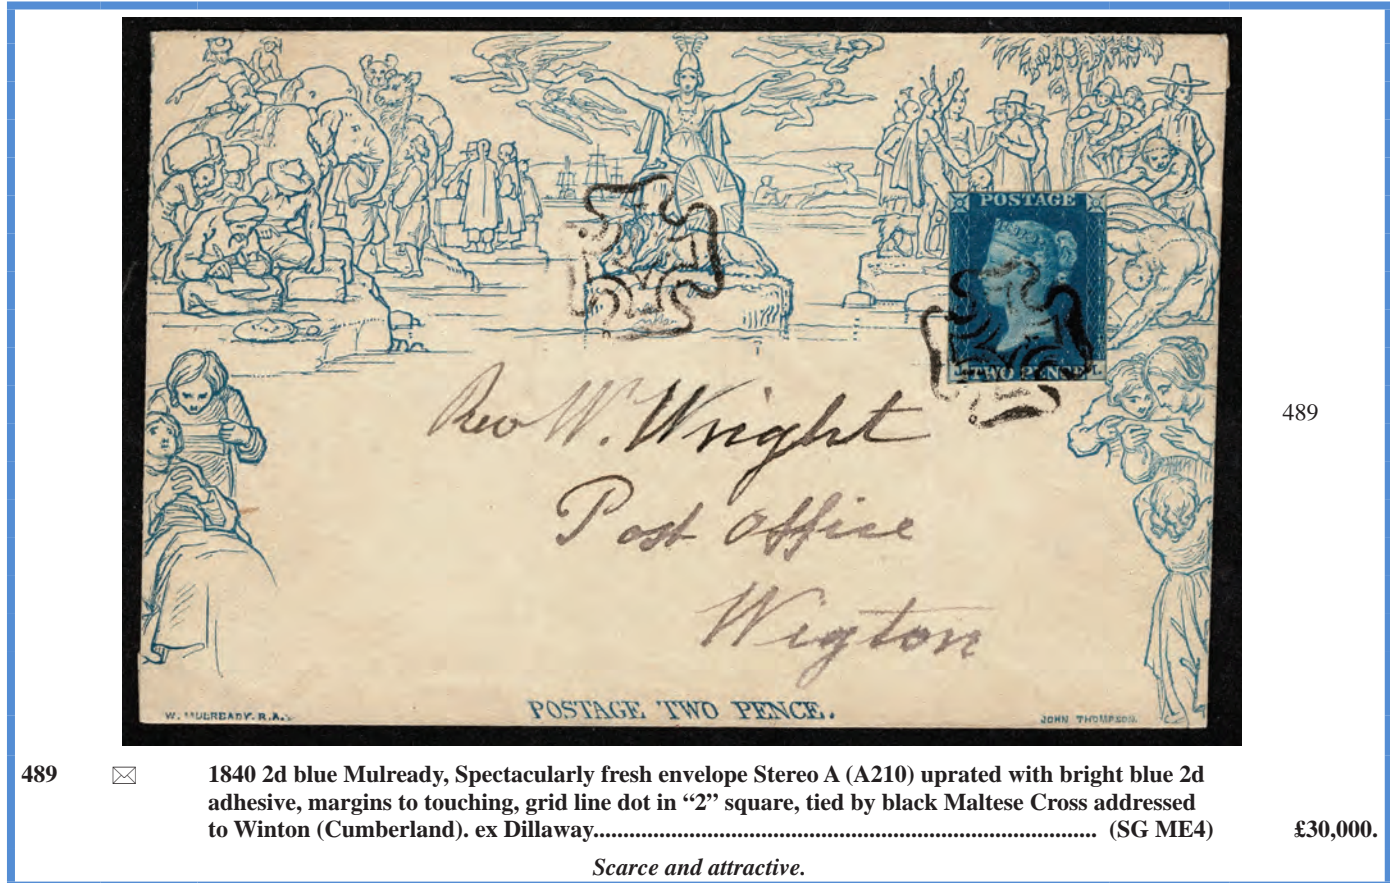 POSTAGE
TWO PENCE
L
Rev W. Wright
Post Office
Wigton
POSTAGE TWO PENCE.
W. MULREADY. R.A.
JOHN THOMPSON.
489
489 ✉ 1840 2d blue Mulready, Spectacularly fresh envelope Stereo A (A210) uprated with bright blue 2d
adhesive, margins to touching, grid line dot in “2” square, tied by black Maltese Cross addressed
to Winton (Cumberland). ex Dillaway........................................................................................................... (SG ME4) £30,000.
Scarce and attractive.